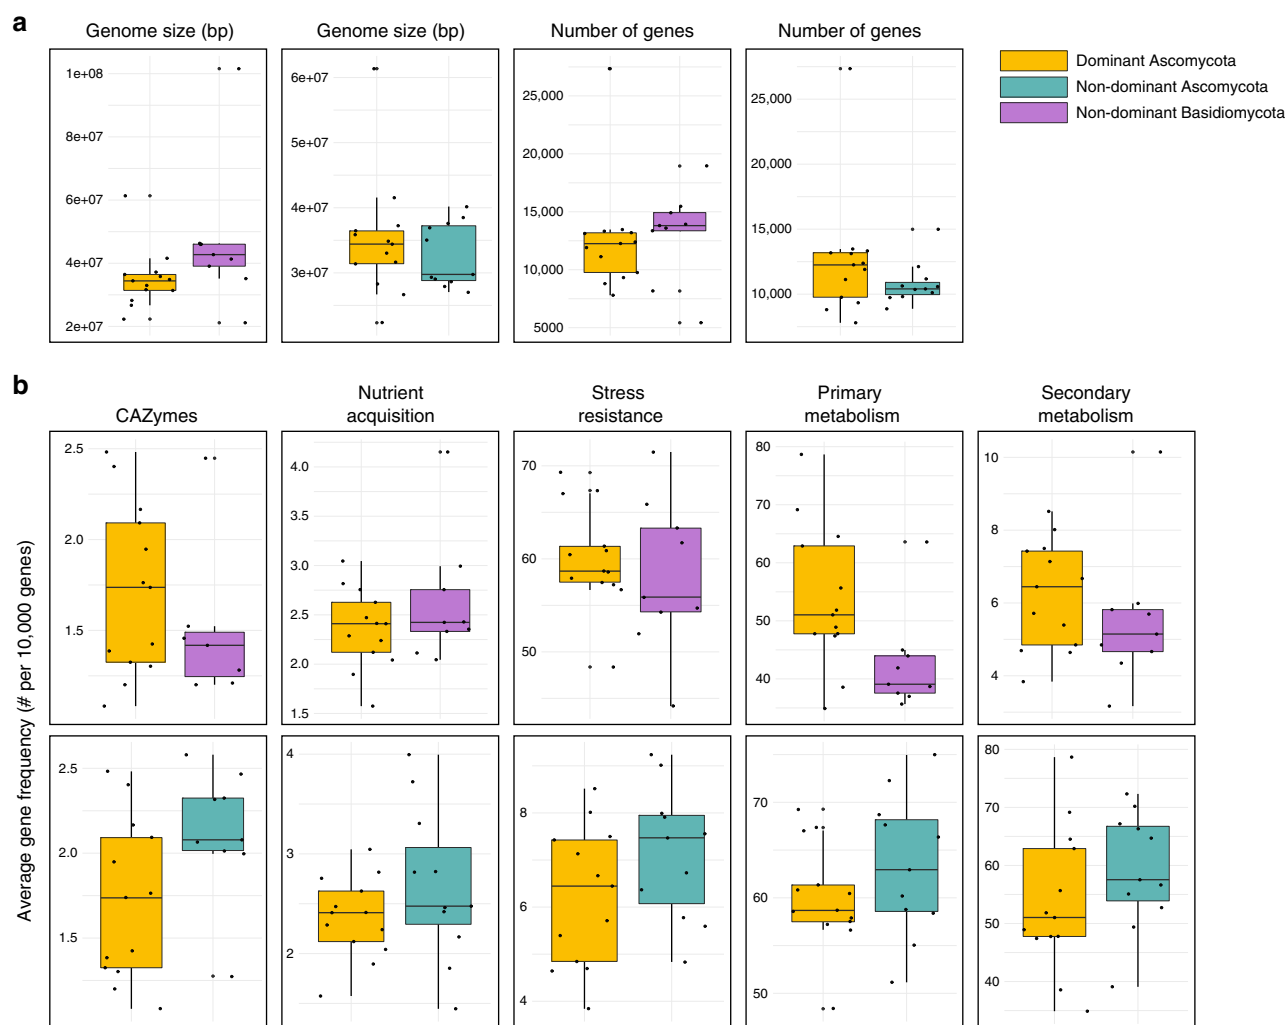 a
Genome size (bp)
Genome size (bp)
Number of genes
Number of genes
1e+08
8e+07
6e+07
4e+07
2e+07
6e+07
5e+07
4e+07
3e+07
25,000
20,000
15,000
10,000
5000
25,000
20,000
15,000
10,000
Dominant Ascomycota
Non-dominant Ascomycota
Non-dominant Basidiomycota
b
Average gene frequency (# per 10,000 genes)
CAZymes
Nutrient
acquisition
Stress
resistance
Primary
metabolism
Secondary
metabolism
2.5
2.0
1.5
4.0
3.5
3.0
2.5
2.0
1.5
70
60
50
80
70
60
50
40
10
8
6
4
2.5
2.0
1.5
4
3
2
8
6
4
70
60
50
80
70
60
50
40